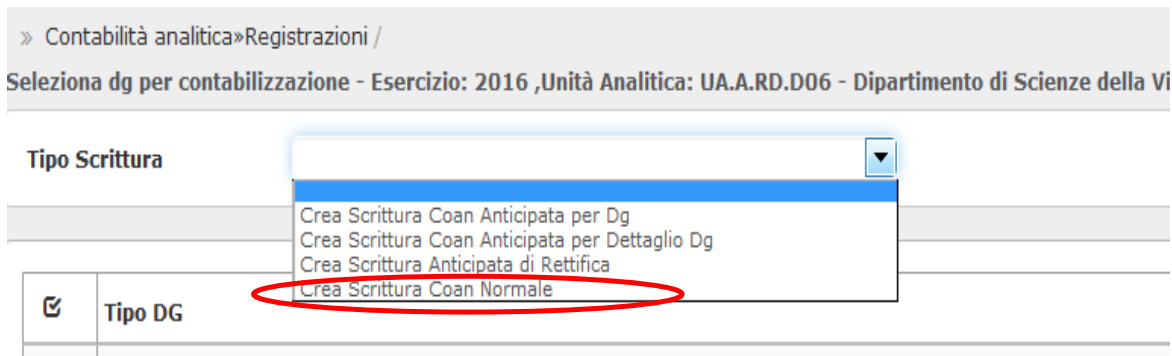 » Contabilità analitica»Registrazioni /
Seleziona dg per contabilizzazione - Esercizio: 2016 ,Unità Analitica: UA.A.RD.D06 - Dipartimento di Scienze della Vi
Tipo Scrittura
Crea Scrittura Coan Anticipata per Dg
Crea Scrittura Coan Anticipata per Dettaglio Dg
Crea Scrittura Anticipata di Rettifica
Crea Scrittura Coan Normale
Tipo DG